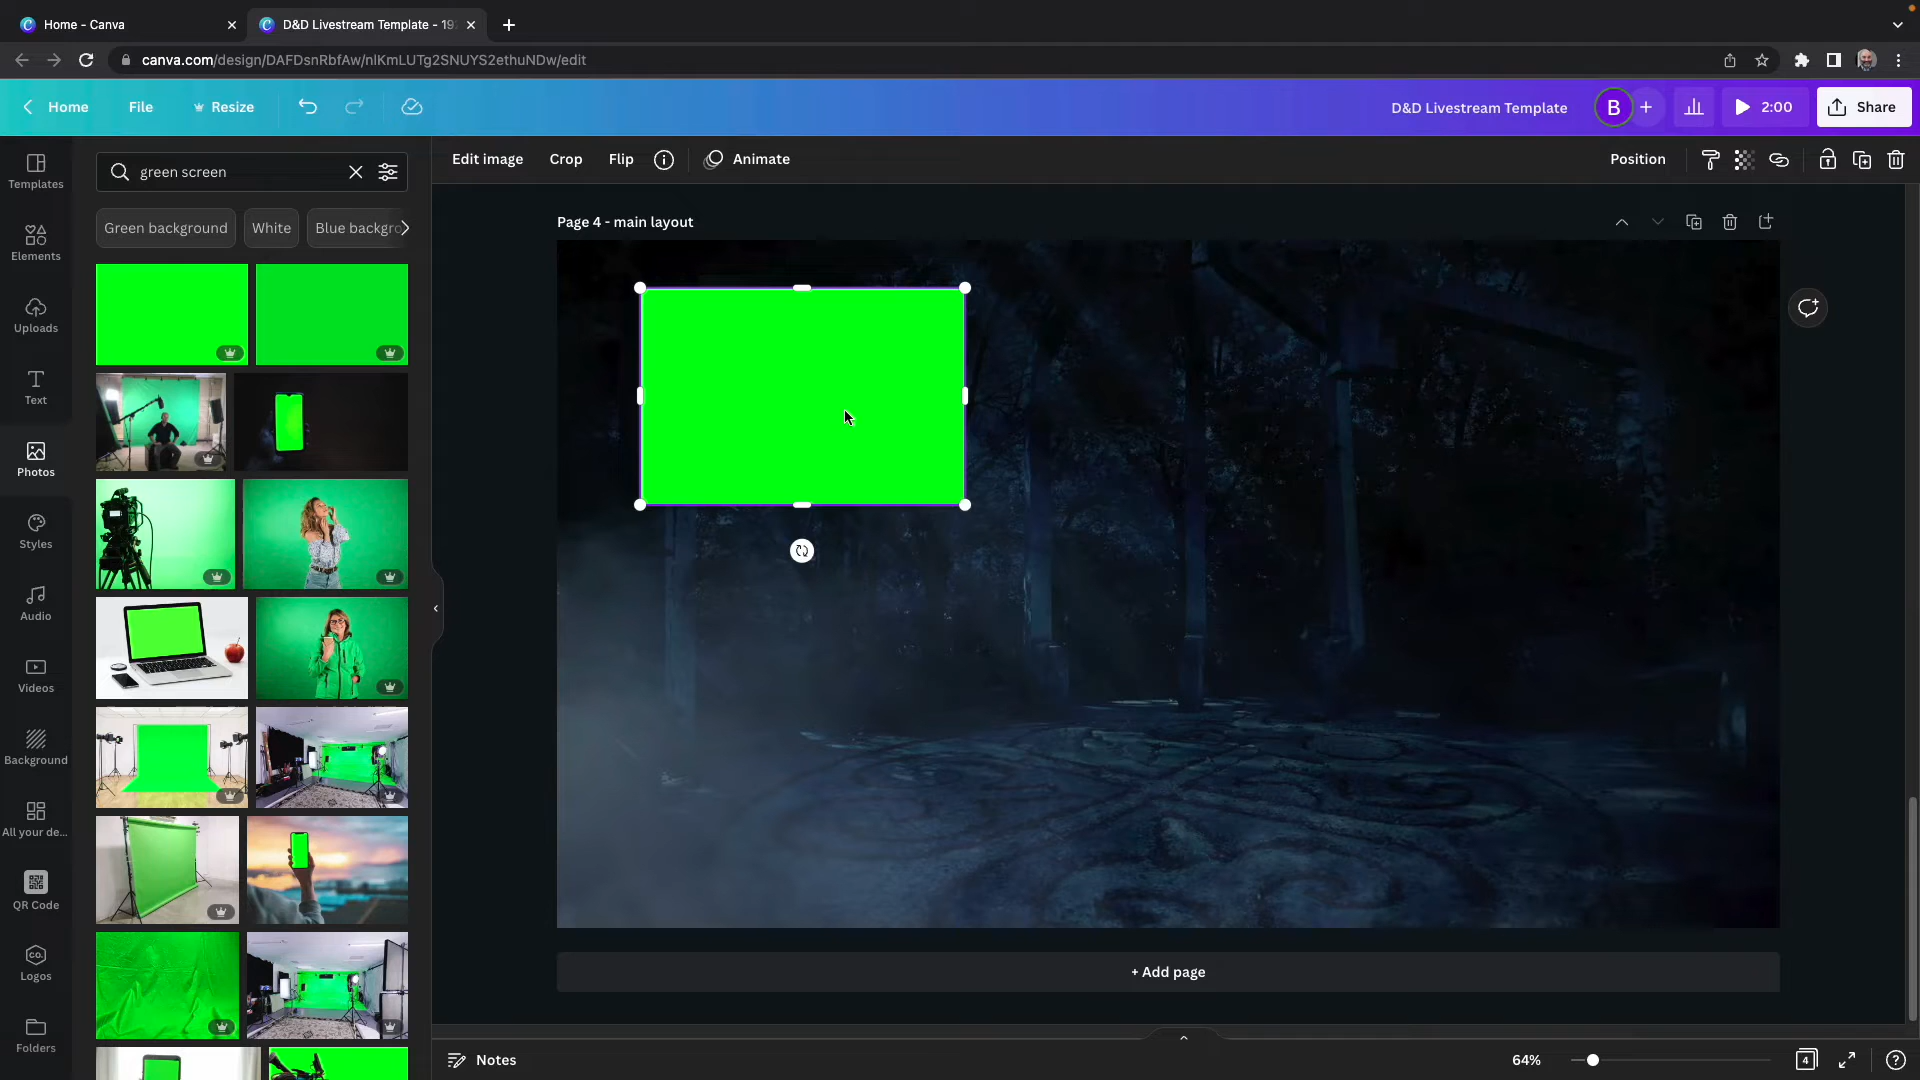 Home - Canva
D&D Livestream Template - 19
canva.com/design/DAFDsnRbfAw/nIKmLUTg2SNUYS2ethuNDw/edit
Home
File
Resize
D&D Livestream Template
B
2:00
Share
Templates
Elements
Uploads
Text
Photos
Styles
Audio
Videos
Background
All your de...
QR Code
CO.
Logos
Folders
green screen
Green background
White
Blue backgro
Edit image
Crop
Flip
Animate
Position
Page 4 - main layout
+ Add page
Notes
64%
4